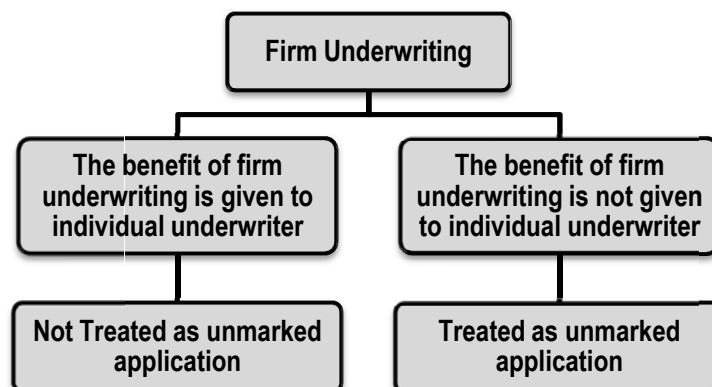 Firm Underwriting
The benefit of firm
underwriting is given to
individual underwriter
The benefit of firm
underwriting is not given
to individual underwriter
Not Treated as unmarked
application
Treated as unmarked
application